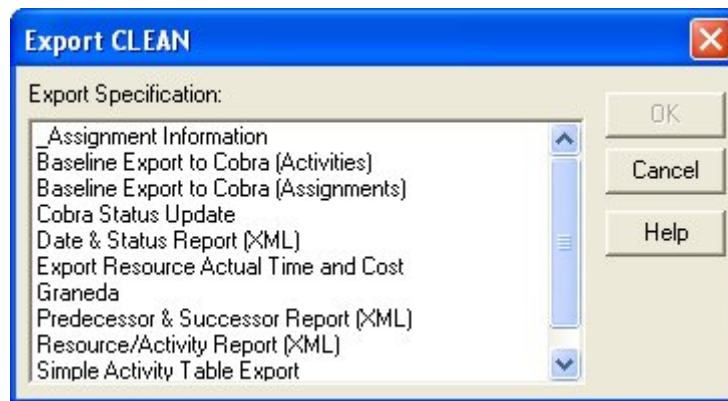 Export CLEAN
Export Specification:
_Assignment Information
Baseline Export to Cobra (Activities)
Baseline Export to Cobra (Assignments)
Cobra Status Update
Date & Status Report (XML)
Export Resource Actual Time and Cost
Graneda
Predecessor & Successor Report (XML)
Resource/Activity Report (XML)
Simple Activity Table Export
OK
Cancel
Help